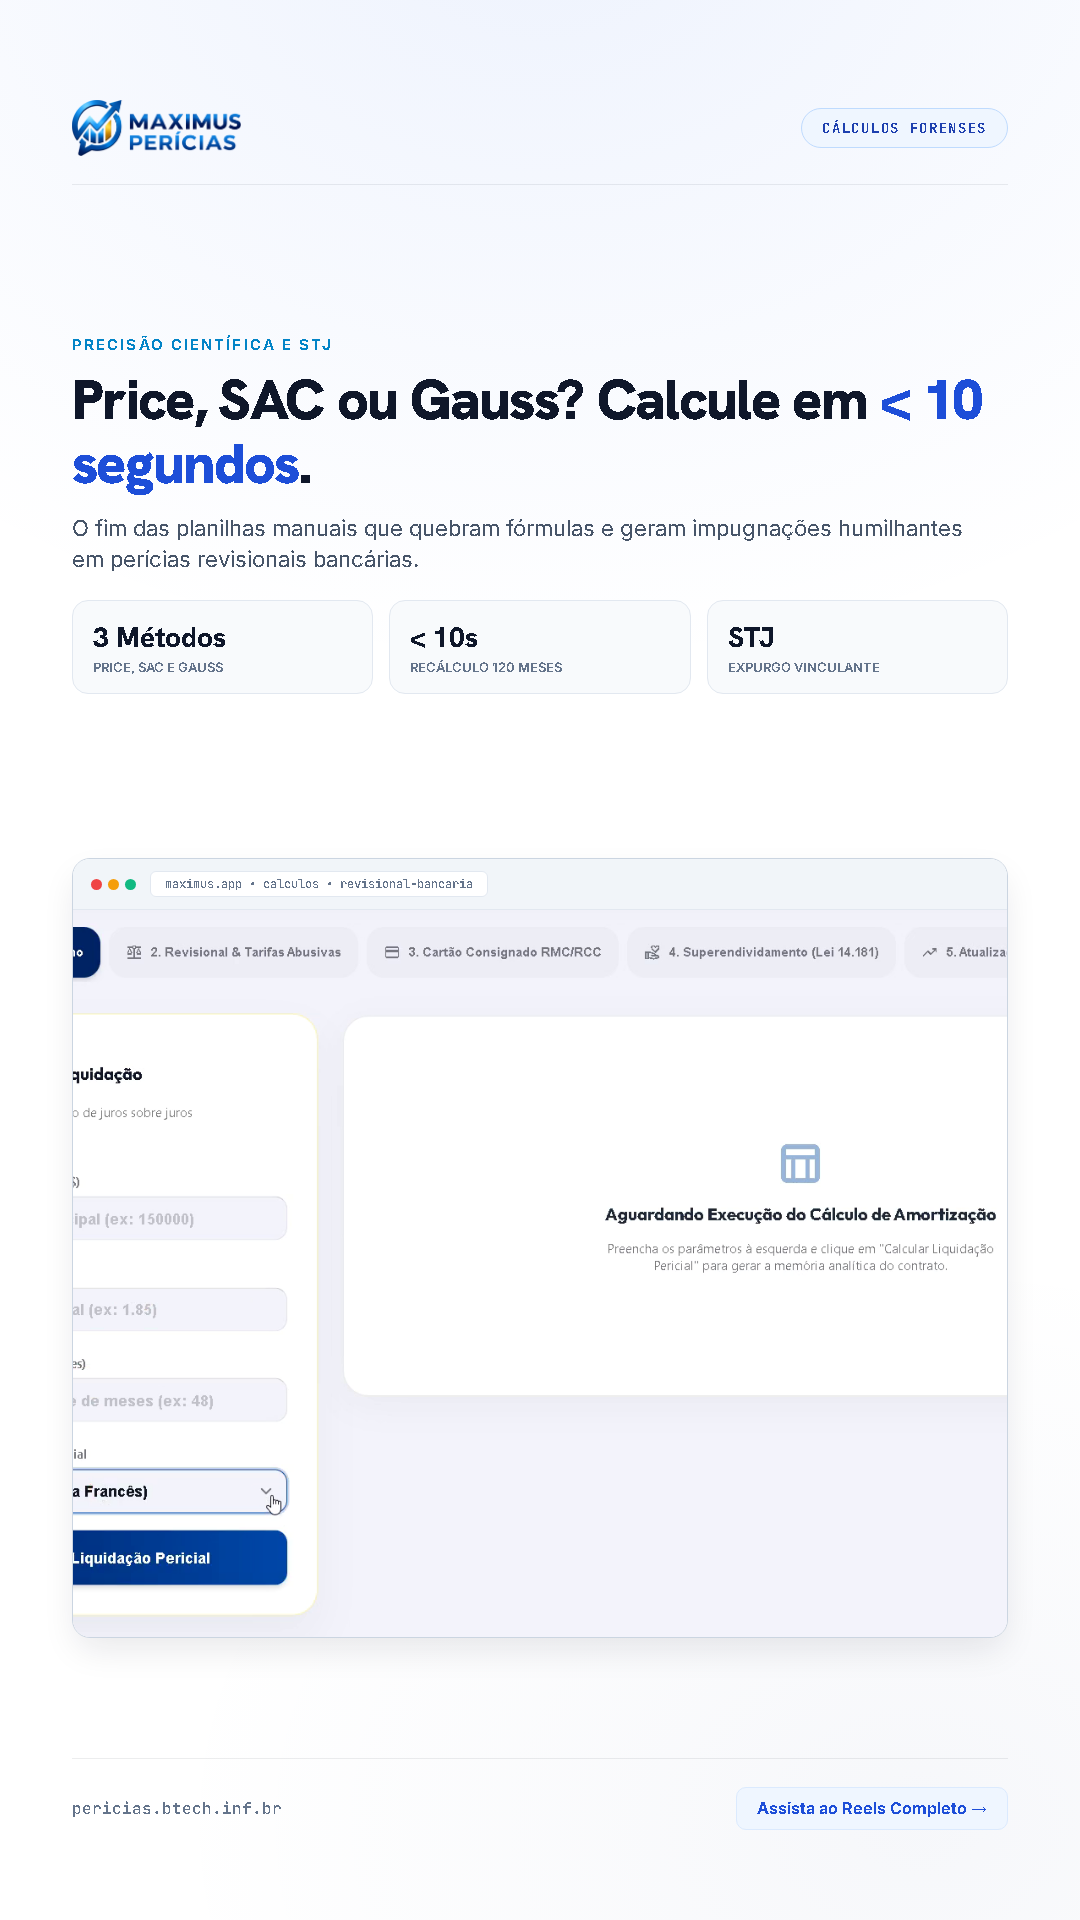 MAXIMUS
PERÍCIAS
CÁLCULOS FORENSES
PRECISÃO CIENTÍFICA E STJ
Price, SAC ou Gauss? Calcule em < 10
segundos.
O fim das planilhas manuais que quebram fórmulas e geram impugnações humilhantes
em perícias revisionais bancárias.
3 Métodos
PRICE, SAC E GAUSS
< 10s
RECÁLCULO 120 MESES
STJ
EXPURGO VINCULANTE
maximus.app • calculos • revisional-bancaria
no
2. Revisional & Tarifas Abusivas
3. Cartão Consignado RMC/RCC
4. Superendividamento (Lei 14.181)
5. Atualiza
quidação
o de juros sobre juros
$)
ipal (ex: 150000)
al (ex: 1.85)
es)
e de meses (ex: 48)
ial
a Francês)
Liquidação Pericial
Aguardando Execução do Cálculo de Amortização
Preencha os parâmetros à esquerda e clique em "Calcular Liquidação
Pericial" para gerar a memória analítica do contrato.
pericias.btech.inf.br
Assista ao Reels Completo →